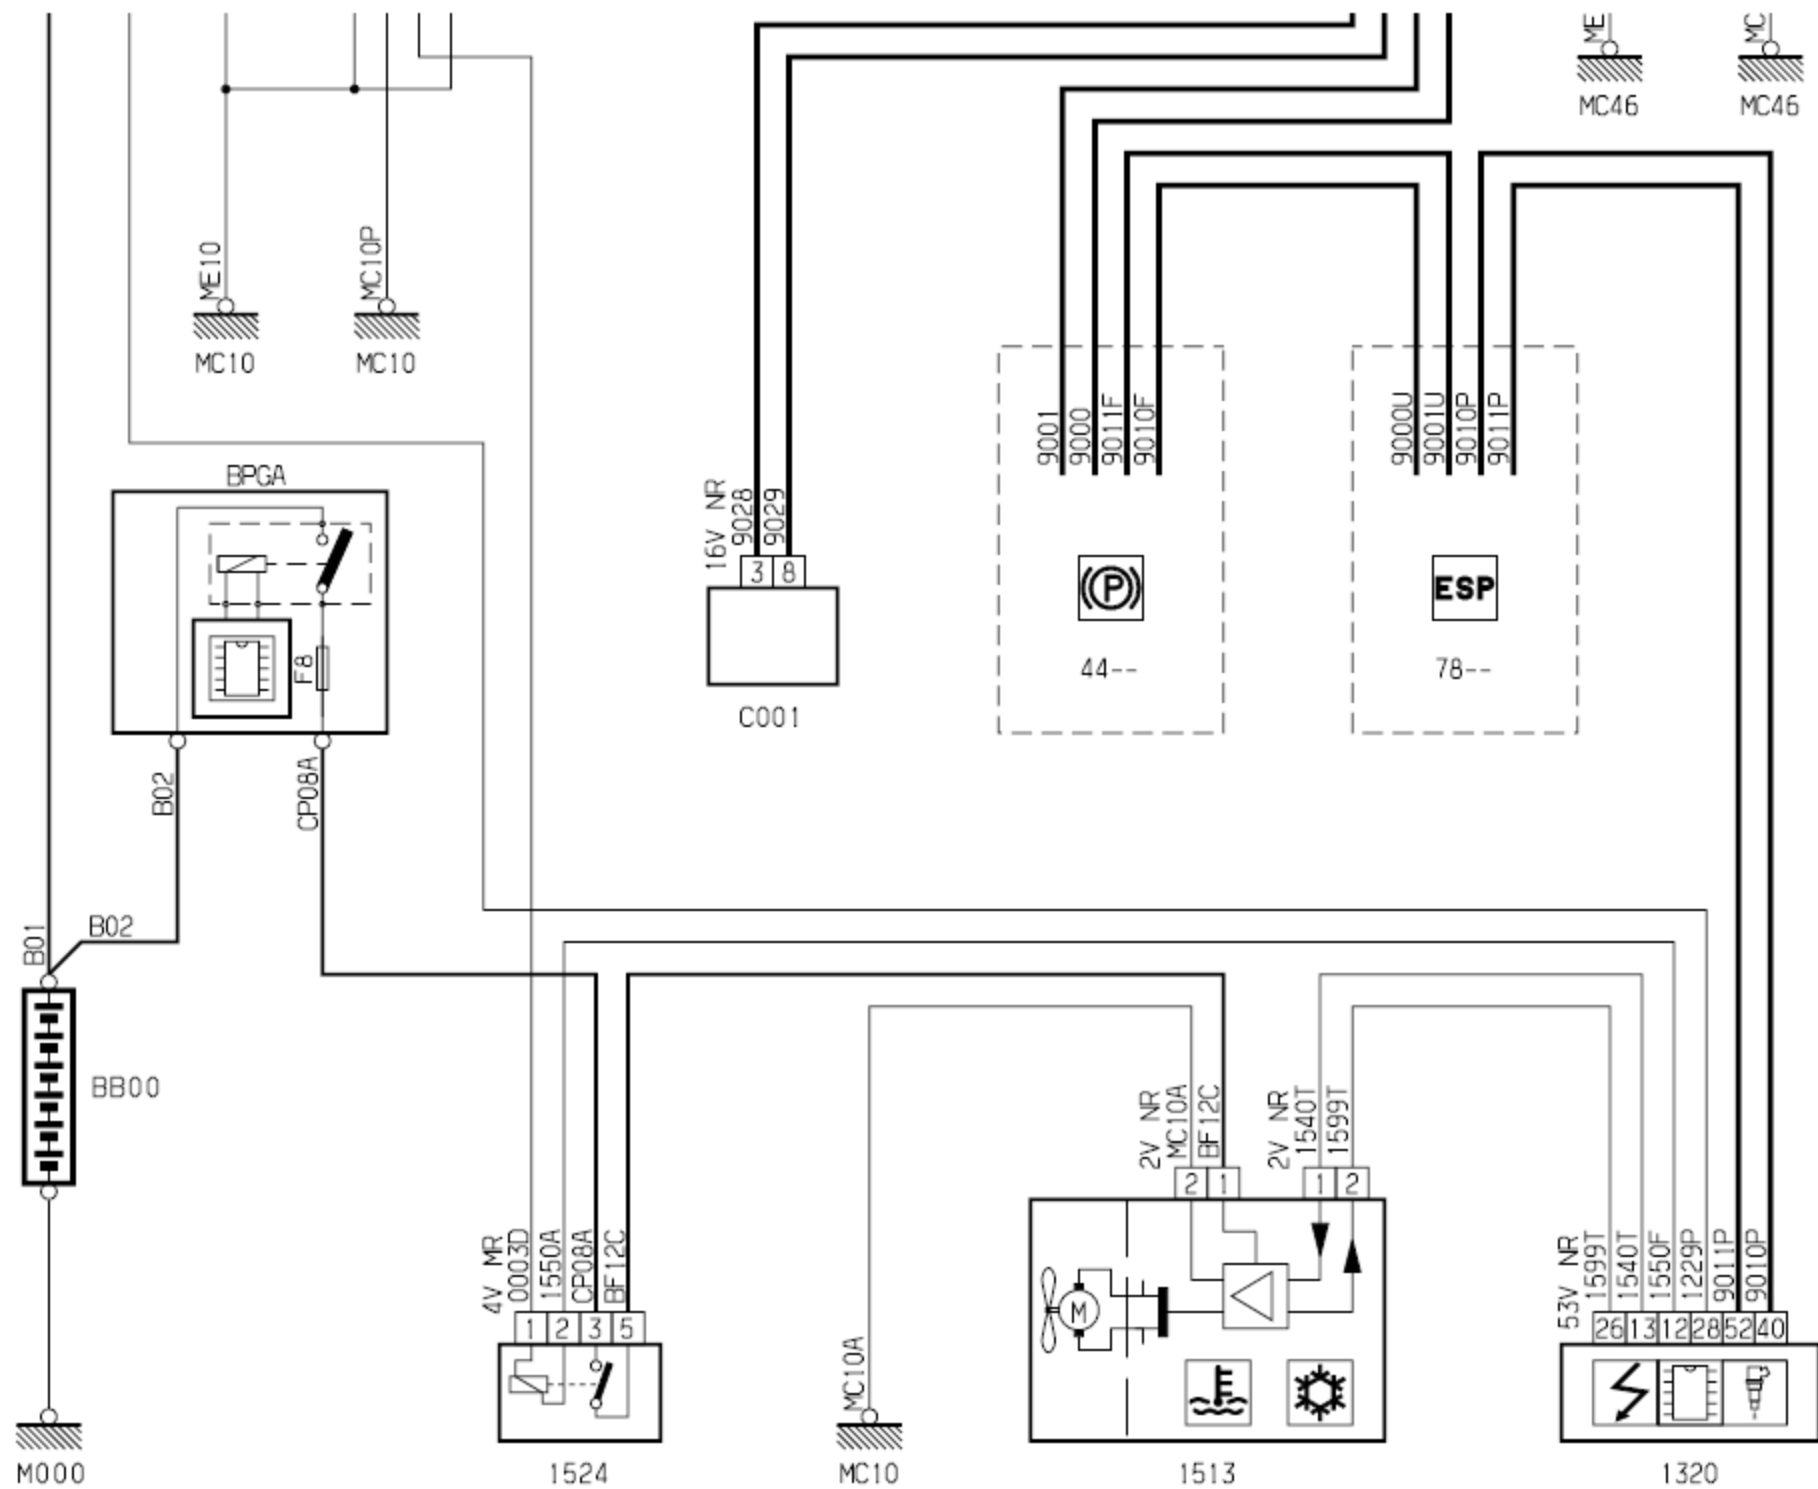 ME
MC
MC46
MC46
ME10
MC10P
MC10
MC10
9001
9000
9011F
9010F
9000U
9001U
9010P
9011P
BPGA
F8
16V NR
9028
9029
3 8
C001
P
44--
ESP
78--
B02
CP08A
B01
B02
BB00
2V NR
MC10A
BF12C
2V NR
1540T
1599T
2 1
1 2
4V MR
0003D
1550A
CP08A
BF12C
1 2 3 5
M
MC10A
53V NR
1599T
1540T
1550F
1229P
9011P
9010P
26 13 12 28 52 40
M000
1524
MC10
1513
1320